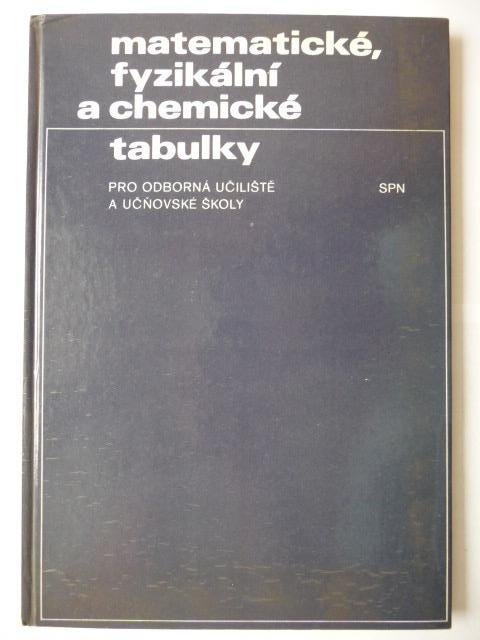 matematické,
fyzikální
a chemické
tabulky
PRO ODBORNÁ UČILIŠTĚ
A UČŇOVSKÉ ŠKOLY
SPN